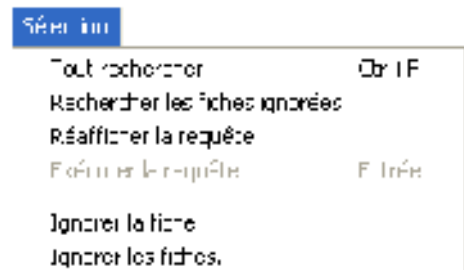 Sélection
Tout rechercher Ctrl+F
Rechercher les fiches ignorées
Réafficher la requête
Exécuter la requête Entrée
Ignorer la fiche
Ignorer les fiches.